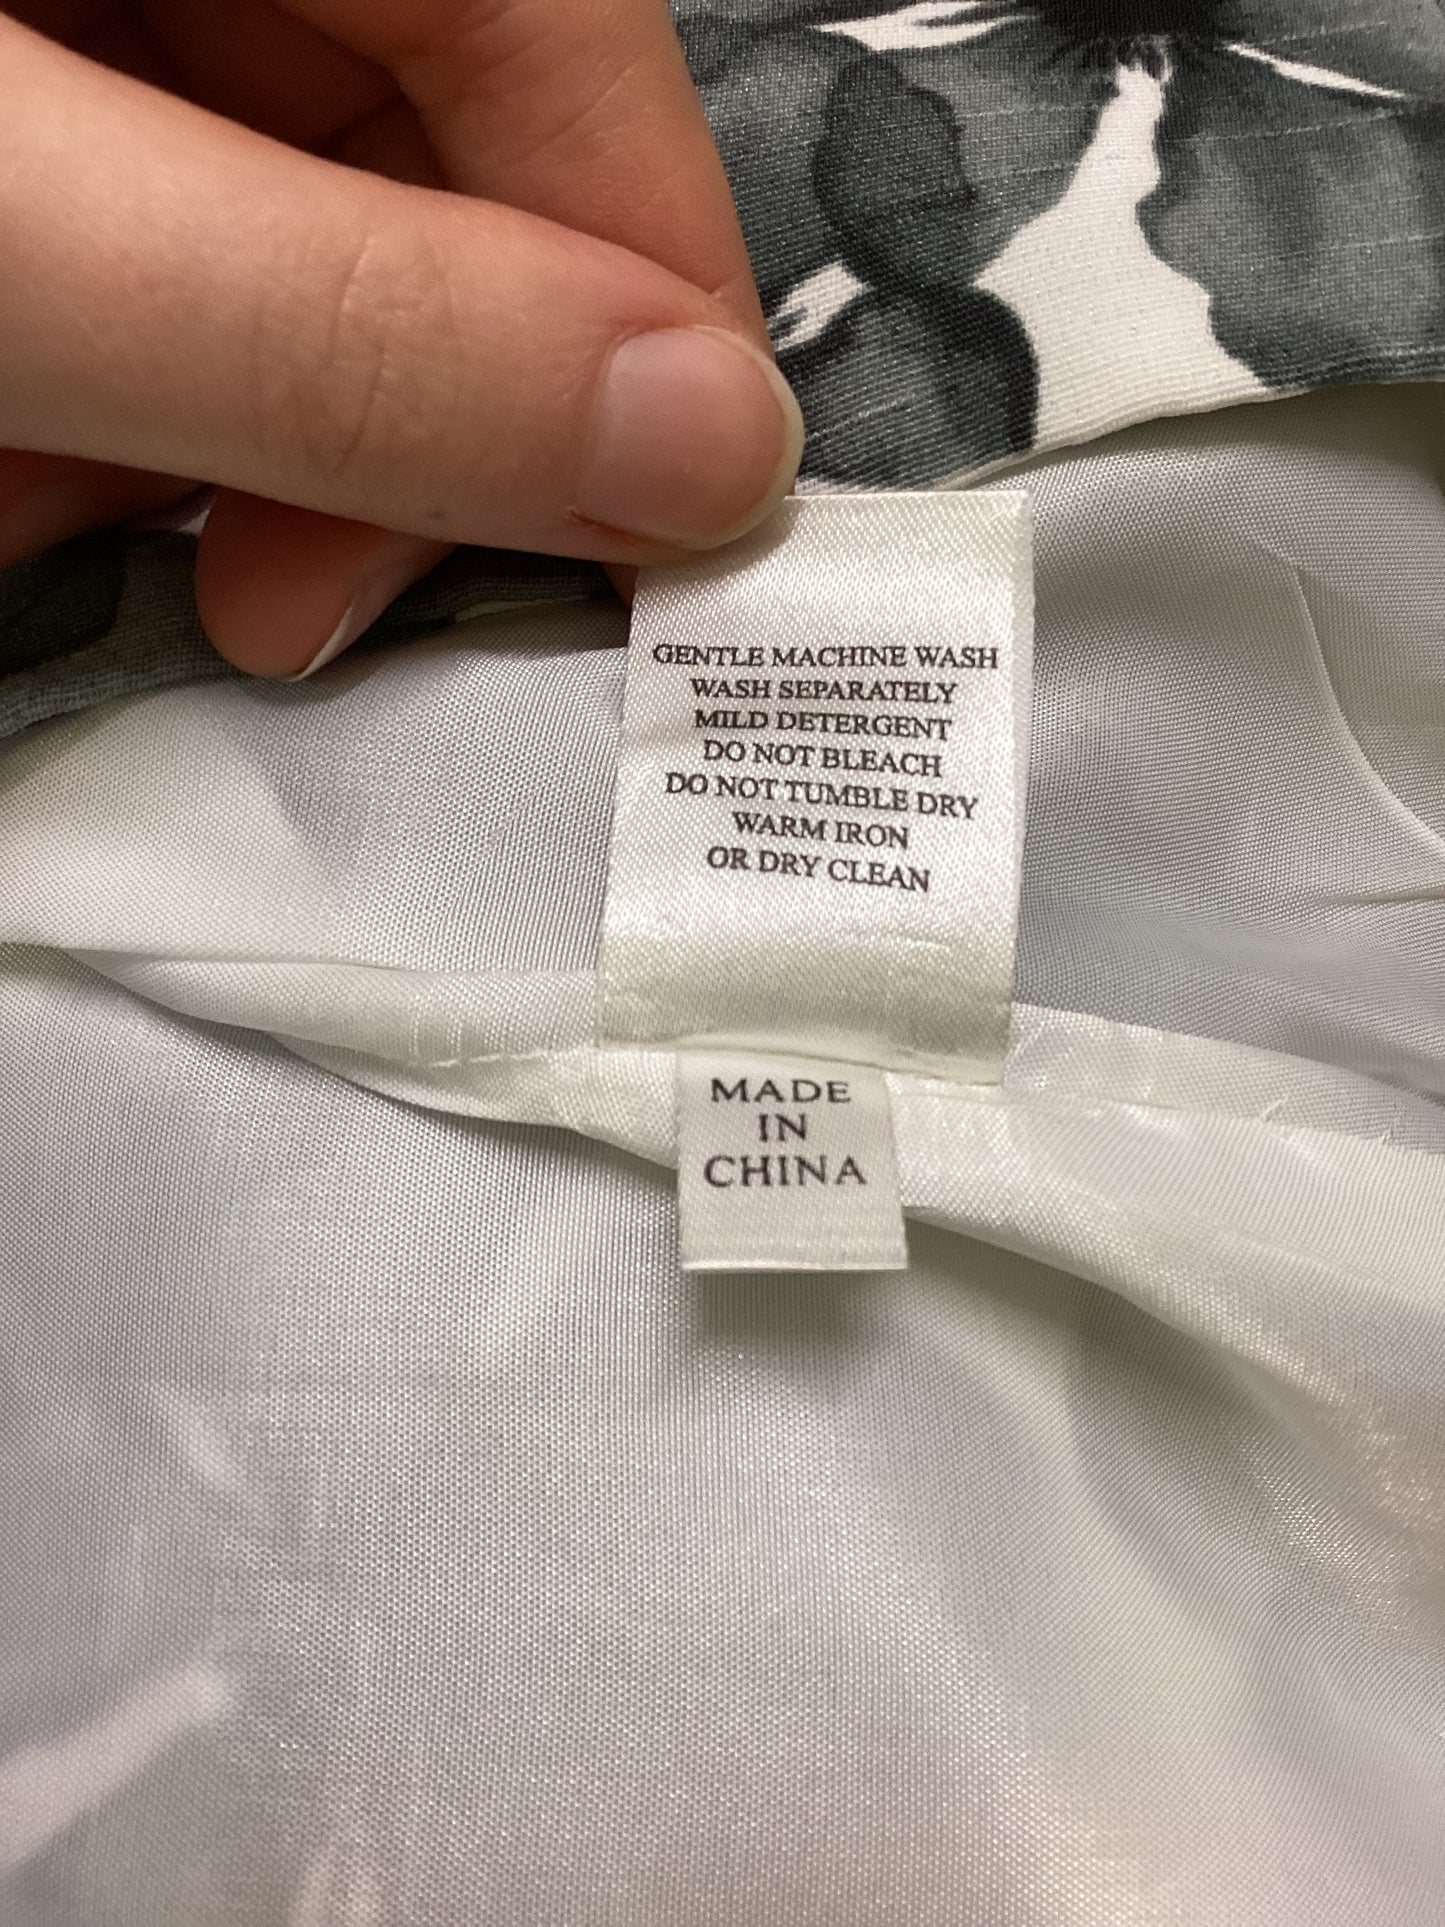 GENTLE MACHINE WASH
WASH SEPARATELY
MILD DETERGENT
DO NOT BLEACH
DO NOT TUMBLE DRY
WARM IRON
OR DRY CLEAN
MADE
IN
CHINA